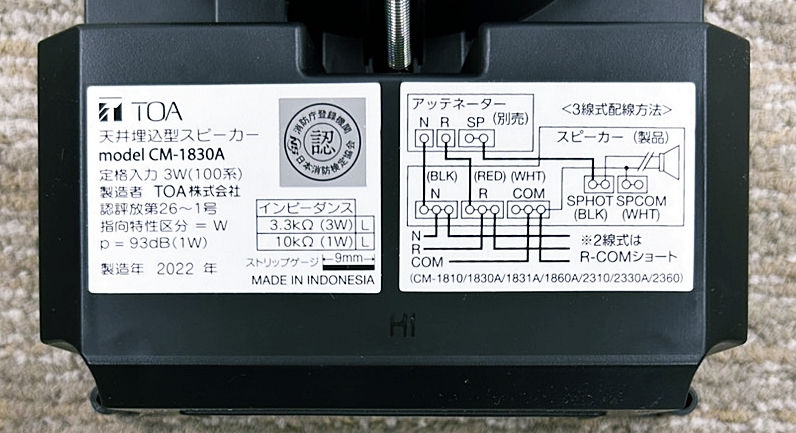 TOA
天井埋込型スピーカー
model CM-1830A
定格入力 3W(100系)
製造者 TOA株式会社
認評放第26〜1号
指向特性区分 = W
p = 93dB(1W)
製造年 2022 年
消防庁登録機関
認
日本消防検定協会
インピーダンス
3.3kΩ (3W) L
10kΩ (1W) L
ストリップゲージ 9mm
MADE IN INDONESIA
アッテネーター
(別売)
N R SP
<3線式配線方法>
スピーカー (製品)
(BLK) (RED) (WHT)
N R COM
SPHOT SPCOM
(BLK) (WHT)
N
R
COM
※2線式は
R-COMショート
(CM-1810/1830A/1831A/1860A/2310/2330A/2360)
H1